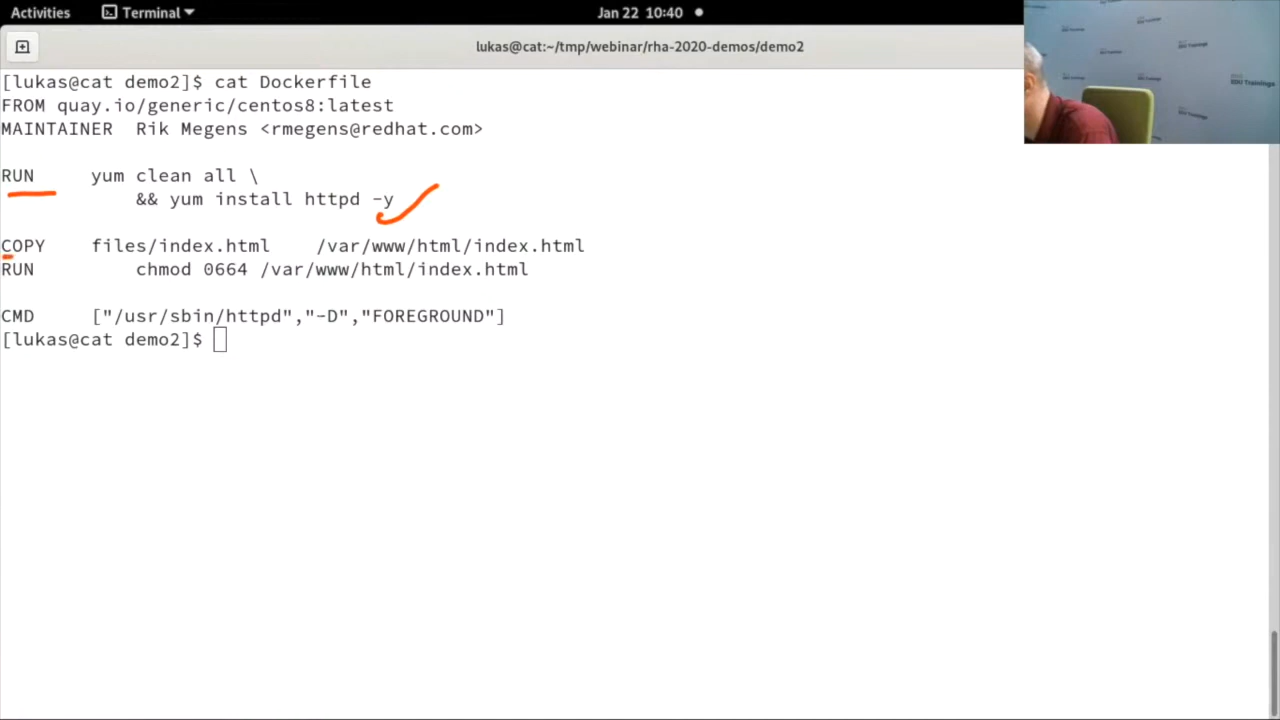 Activities Terminal Jan 22 10:40
lukas@cat:~/tmp/webinar/rha-2020-demos/demo2
[lukas@cat demo2]$ cat Dockerfile
FROM quay.io/generic/centos8:latest
MAINTAINER  Rik Megens <rmegens@redhat.com>
RUN     yum clean all \
            && yum install httpd -y
COPY    files/index.html    /var/www/html/index.html
RUN         chmod 0664 /var/www/html/index.html
CMD     ["/usr/sbin/httpd","-D","FOREGROUND"]
[lukas@cat demo2]$